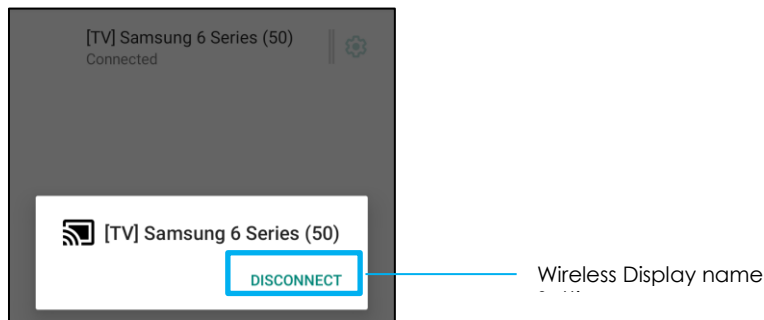 [TV] Samsung 6 Series (50)
Connected
[TV] Samsung 6 Series (50)
DISCONNECT
Wireless Display name